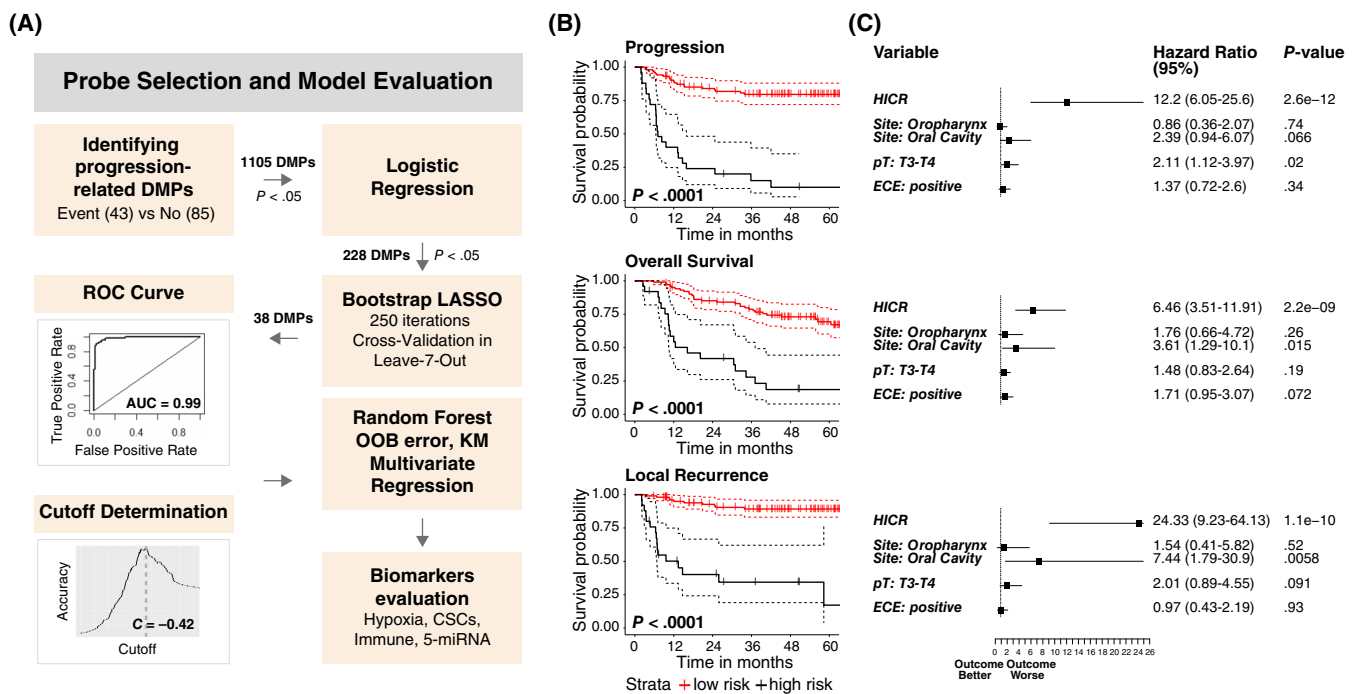 (A)
Probe Selection and Model Evaluation
Identifying
progression-
related DMPs
Event (43) vs No (85)
1105 DMPs
P < .05
Logistic
Regression
228 DMPs
P < .05
Bootstrap LASSO
250 iterations
Cross-Validation in
Leave-7-Out
38 DMPs
ROC Curve
True Positive Rate
0.0 0.4 0.8
AUC = 0.99
0.0 0.4 0.8
False Positive Rate
Cutoff Determination
Accuracy
C = −0.42
Cutoff
Random Forest
OOB error, KM
Multivariate
Regression
Biomarkers
evaluation
Hypoxia, CSCs,
Immune, 5-miRNA
(B)
Progression
Survival probability
1.00
0.75
0.50
0.25
0.00
P < .0001
0 12 24 36 48 60
Time in months
Overall Survival
Survival probability
1.00
0.75
0.50
0.25
0.00
P < .0001
0 12 24 36 48 60
Time in months
Local Recurrence
Survival probability
1.00
0.75
0.50
0.25
0.00
P < .0001
0 12 24 36 48 60
Time in months
Strata low risk high risk
(C)
Variable Hazard Ratio P-value
(95%)
HICR 12.2 (6.05-25.6) 2.6e−12
Site: Oropharynx 0.86 (0.36-2.07) .74
Site: Oral Cavity 2.39 (0.94-6.07) .066
pT: T3-T4 2.11 (1.12-3.97) .02
ECE: positive 1.37 (0.72-2.6) .34
HICR 6.46 (3.51-11.91) 2.2e−09
Site: Oropharynx 1.76 (0.66-4.72) .26
Site: Oral Cavity 3.61 (1.29-10.1) .015
pT: T3-T4 1.48 (0.83-2.64) .19
ECE: positive 1.71 (0.95-3.07) .072
HICR 24.33 (9.23-64.13) 1.1e−10
Site: Oropharynx 1.54 (0.41-5.82) .52
Site: Oral Cavity 7.44 (1.79-30.9) .0058
pT: T3-T4 2.01 (0.89-4.55) .091
ECE: positive 0.97 (0.43-2.19) .93
0 2 4 6 8 10 12 14 16 18 20 22 24 26
Outcome Outcome
Better Worse